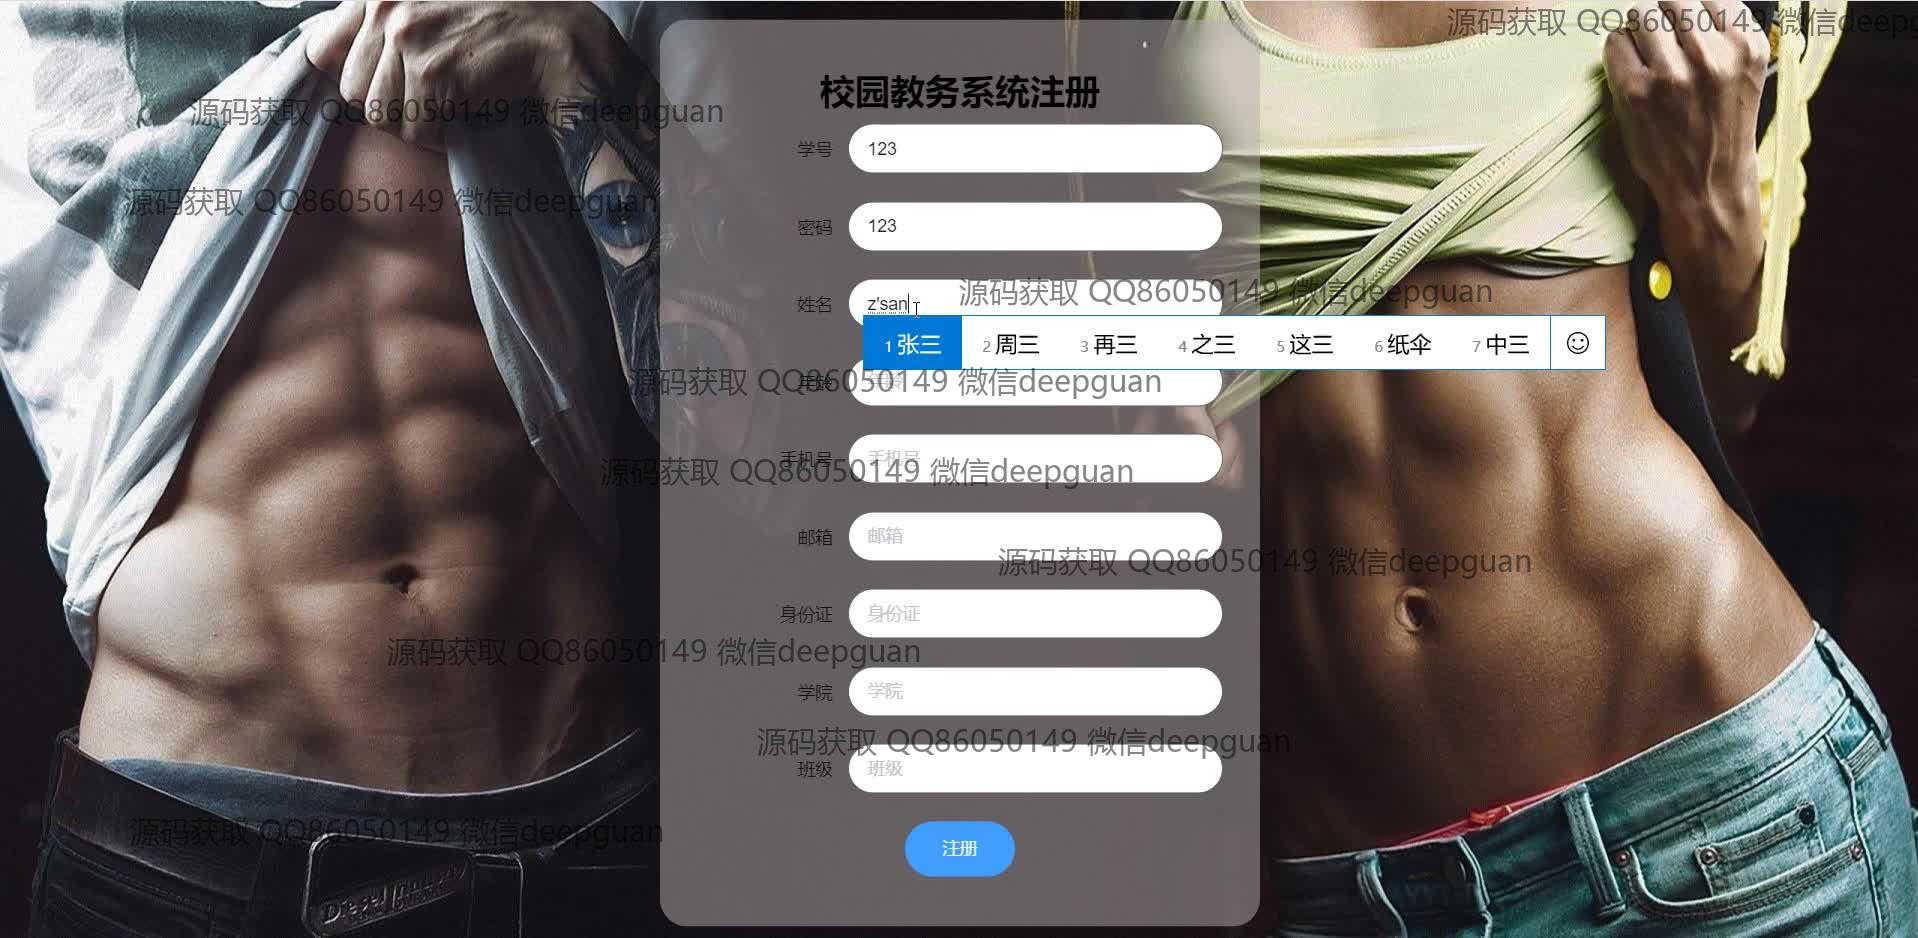 源码获取 QQ86050149 微信deepg
校园教务系统注册
源码获取 QQ86050149 微信deepguan
学号 123
源码获取 QQ86050149 微信deepguan
密码 123
源码获取 QQ86050149 微信deepguan
姓名 z'san
1 张三 2 周三 3 再三 4 之三 5 这三 6 纸伞 7 中三
年龄 年龄
源码获取 QQ86050149 微信deepguan
手机号 手机号
源码获取 QQ86050149 微信deepguan
邮箱 邮箱
源码获取 QQ86050149 微信deepguan
身份证 身份证
源码获取 QQ86050149 微信deepguan
学院 学院
源码获取 QQ86050149 微信deepguan
班级 班级
源码获取 QQ86050149 微信deepguan
注册